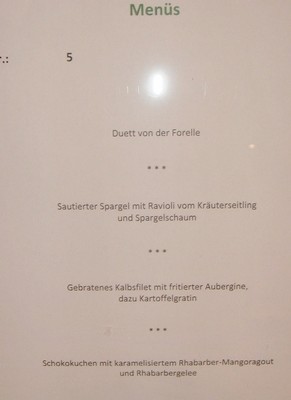 Menüs
r.: 5
Duett von der Forelle
***
Sautierter Spargel mit Ravioli vom Kräuterseitling
und Spargelschaum
***
Gebratenes Kalbsfilet mit fritierter Aubergine,
dazu Kartoffelgratin
***
Schokokuchen mit karamelisiertem Rhabarber-Mangoragout
und Rhabarbergelee